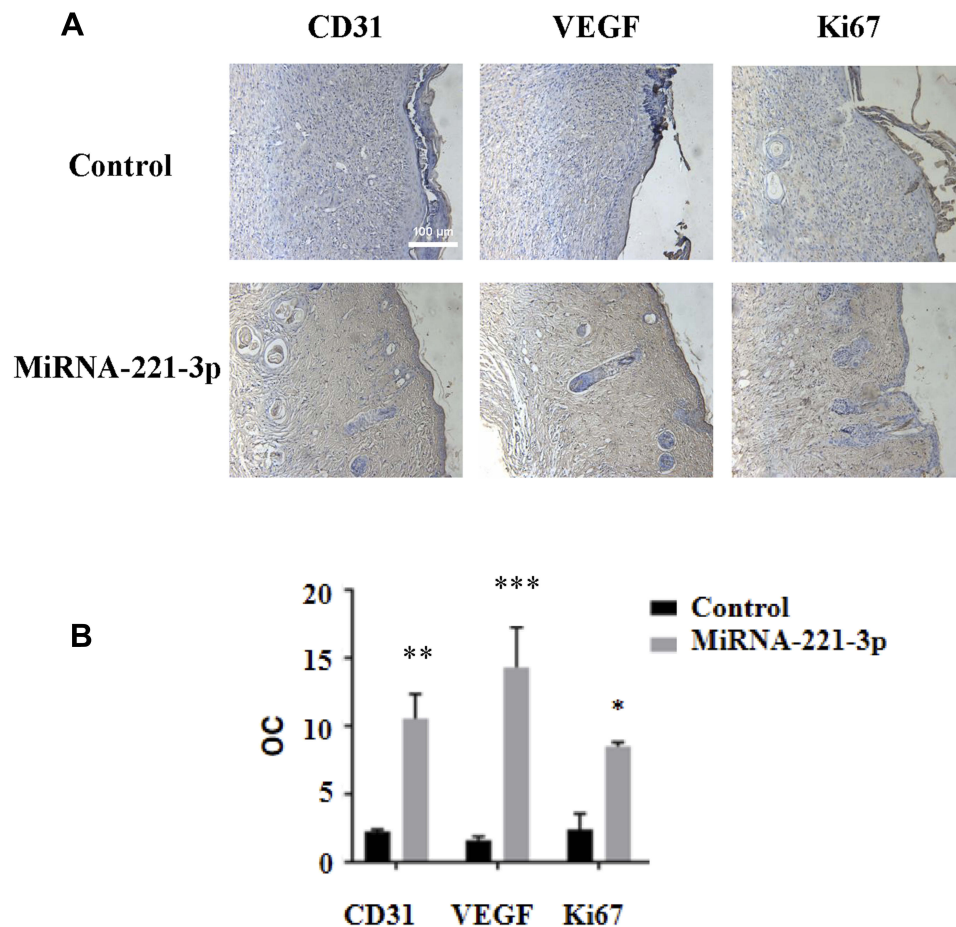 A
CD31 VEGF Ki67
Control
100 µm
MiRNA-221-3p
B
20
15
10
5
0
OC
**
***
*
Control
MiRNA-221-3p
CD31 VEGF Ki67